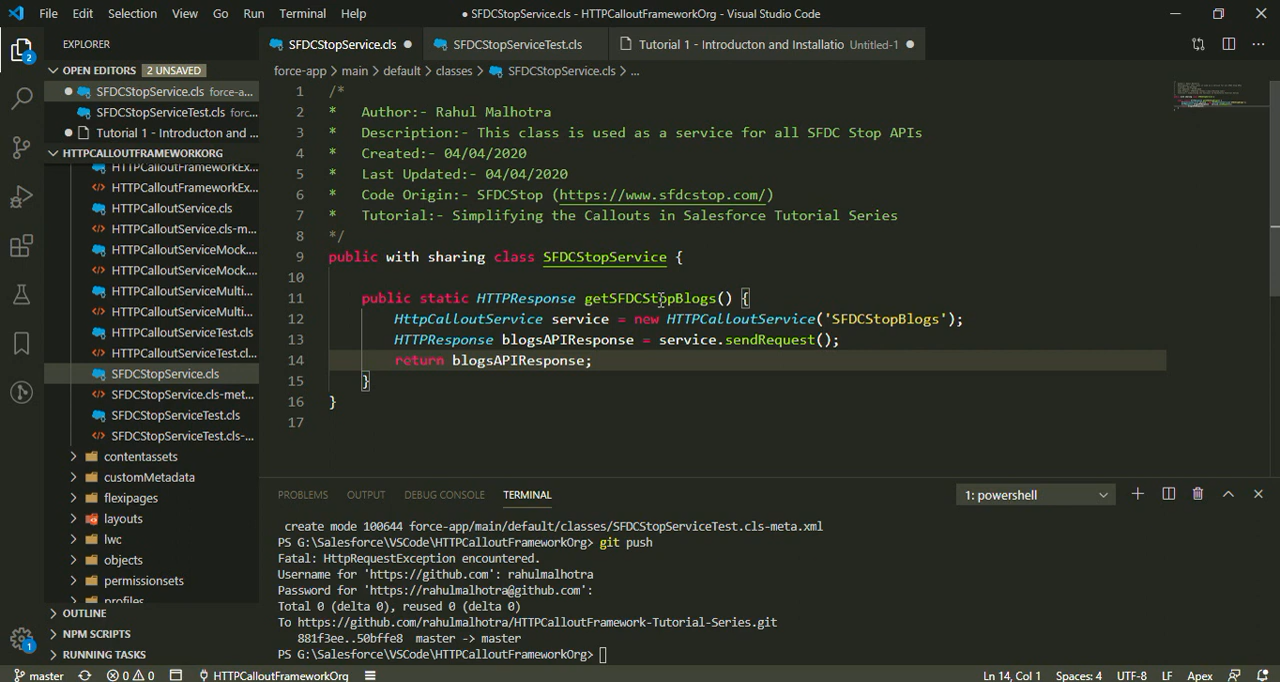 File Edit Selection View Go Run Terminal Help
● SFDCStopService.cls - HTTPCalloutFrameworkOrg - Visual Studio Code
EXPLORER
SFDCStopService.cls ●
SFDCStopServiceTest.cls
Tutorial 1 - Introducton and Installatio Untitled-1 ●
OPEN EDITORS 2 UNSAVED
force-app > main > default > classes > SFDCStopService.cls > ...
● SFDCStopService.cls force-a...
SFDCStopServiceTest.cls forc...
● Tutorial 1 - Introducton and ...
HTTPCALLOUTFRAMEWORKORG
HTTPCalloutFrameworkEx...
HTTPCalloutFrameworkEx...
HTTPCalloutService.cls
HTTPCalloutService.cls-m...
HTTPCalloutServiceMock....
HTTPCalloutServiceMock....
HTTPCalloutServiceMulti...
HTTPCalloutServiceMulti...
HTTPCalloutServiceTest.cls
HTTPCalloutServiceTest.cl...
SFDCStopService.cls
SFDCStopService.cls-met...
SFDCStopServiceTest.cls
SFDCStopServiceTest.cls-...
contentassets
customMetadata
flexipages
layouts
lwc
objects
permissionsets
profiles
OUTLINE
NPM SCRIPTS
RUNNING TASKS
1 /*
2 * Author:- Rahul Malhotra
3 * Description:- This class is used as a service for all SFDC Stop APIs
4 * Created:- 04/04/2020
5 * Last Updated:- 04/04/2020
6 * Code Origin:- SFDCStop (https://www.sfdcstop.com/)
7 * Tutorial:- Simplifying the Callouts in Salesforce Tutorial Series
8 */
9 public with sharing class SFDCStopService {
10
11 public static HTTPResponse getSFDCStopBlogs() {
12 HttpCalloutService service = new HTTPCalloutService('SFDCStopBlogs');
13 HTTPResponse blogsAPIResponse = service.sendRequest();
14 return blogsAPIResponse;
15 }
16 }
17
PROBLEMS OUTPUT DEBUG CONSOLE TERMINAL 1: powershell
create mode 100644 force-app/main/default/classes/SFDCStopServiceTest.cls-meta.xml
PS G:\Salesforce\VSCode\HTTPCalloutFrameworkOrg> git push
Fatal: HttpRequestException encountered.
Username for 'https://github.com': rahulmalhotra
Password for 'https://rahulmalhotra@github.com':
Total 0 (delta 0), reused 0 (delta 0)
To https://github.com/rahulmalhotra/HTTPCalloutFramework-Tutorial-Series.git
881f3ee..50bffe8 master -> master
PS G:\Salesforce\VSCode\HTTPCalloutFrameworkOrg>
2
1
master 0 0 HTTPCalloutFrameworkOrg Ln 14, Col 1 Spaces: 4 UTF-8 LF Apex